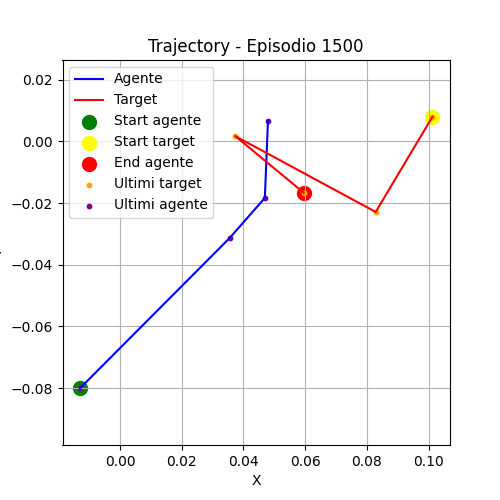 Trajectory - Episodio 1500
Agente
Target
Start agente
Start target
End agente
Ultimi target
Ultimi agente
0.02
0.00
−0.02
−0.04
−0.06
−0.08
0.00 0.02 0.04 0.06 0.08 0.10
X